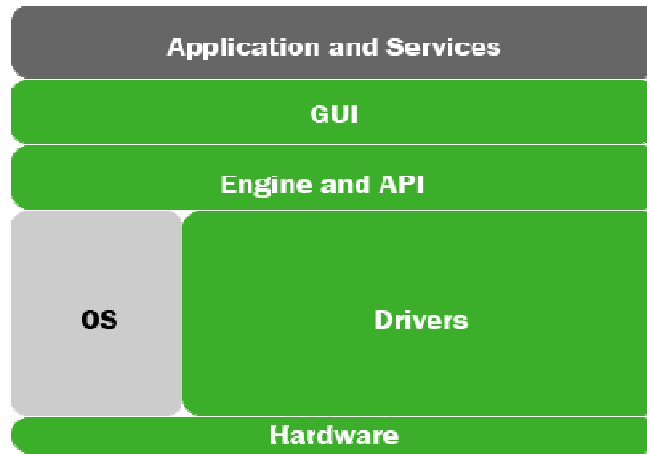 Application and Services
GUI
Engine and API
OS
Drivers
Hardware